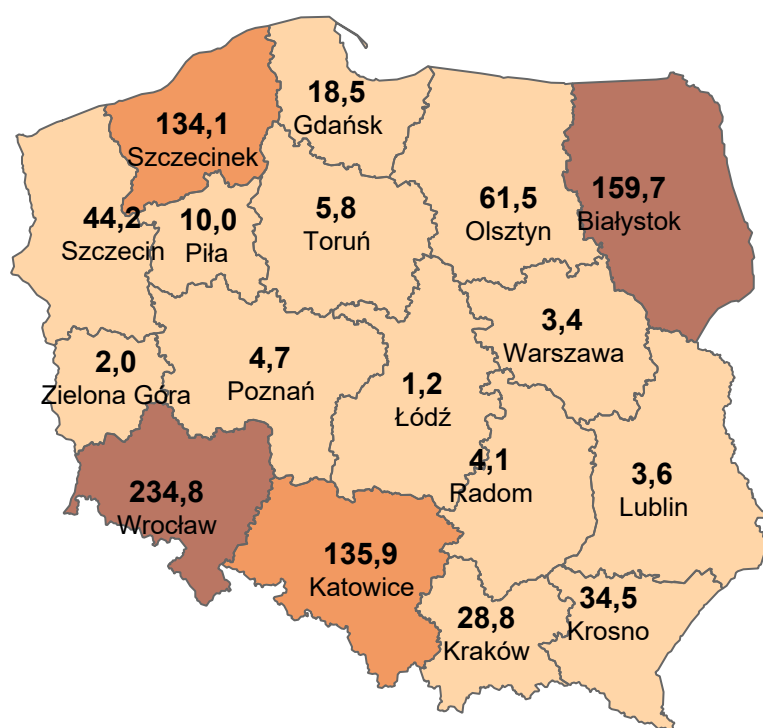 18,5
Gdańsk
134,1
Szczecinek
159,7
Białystok
61,5
Olsztyn
5,8
Toruń
10,0
Piła
44,2
Szczecin
3,4
Warszawa
4,7
Poznań
2,0
Zielona Góra
1,2
Łódź
4,1
Radom
3,6
Lublin
234,8
Wrocław
135,9
Katowice
28,8
Kraków
34,5
Krosno